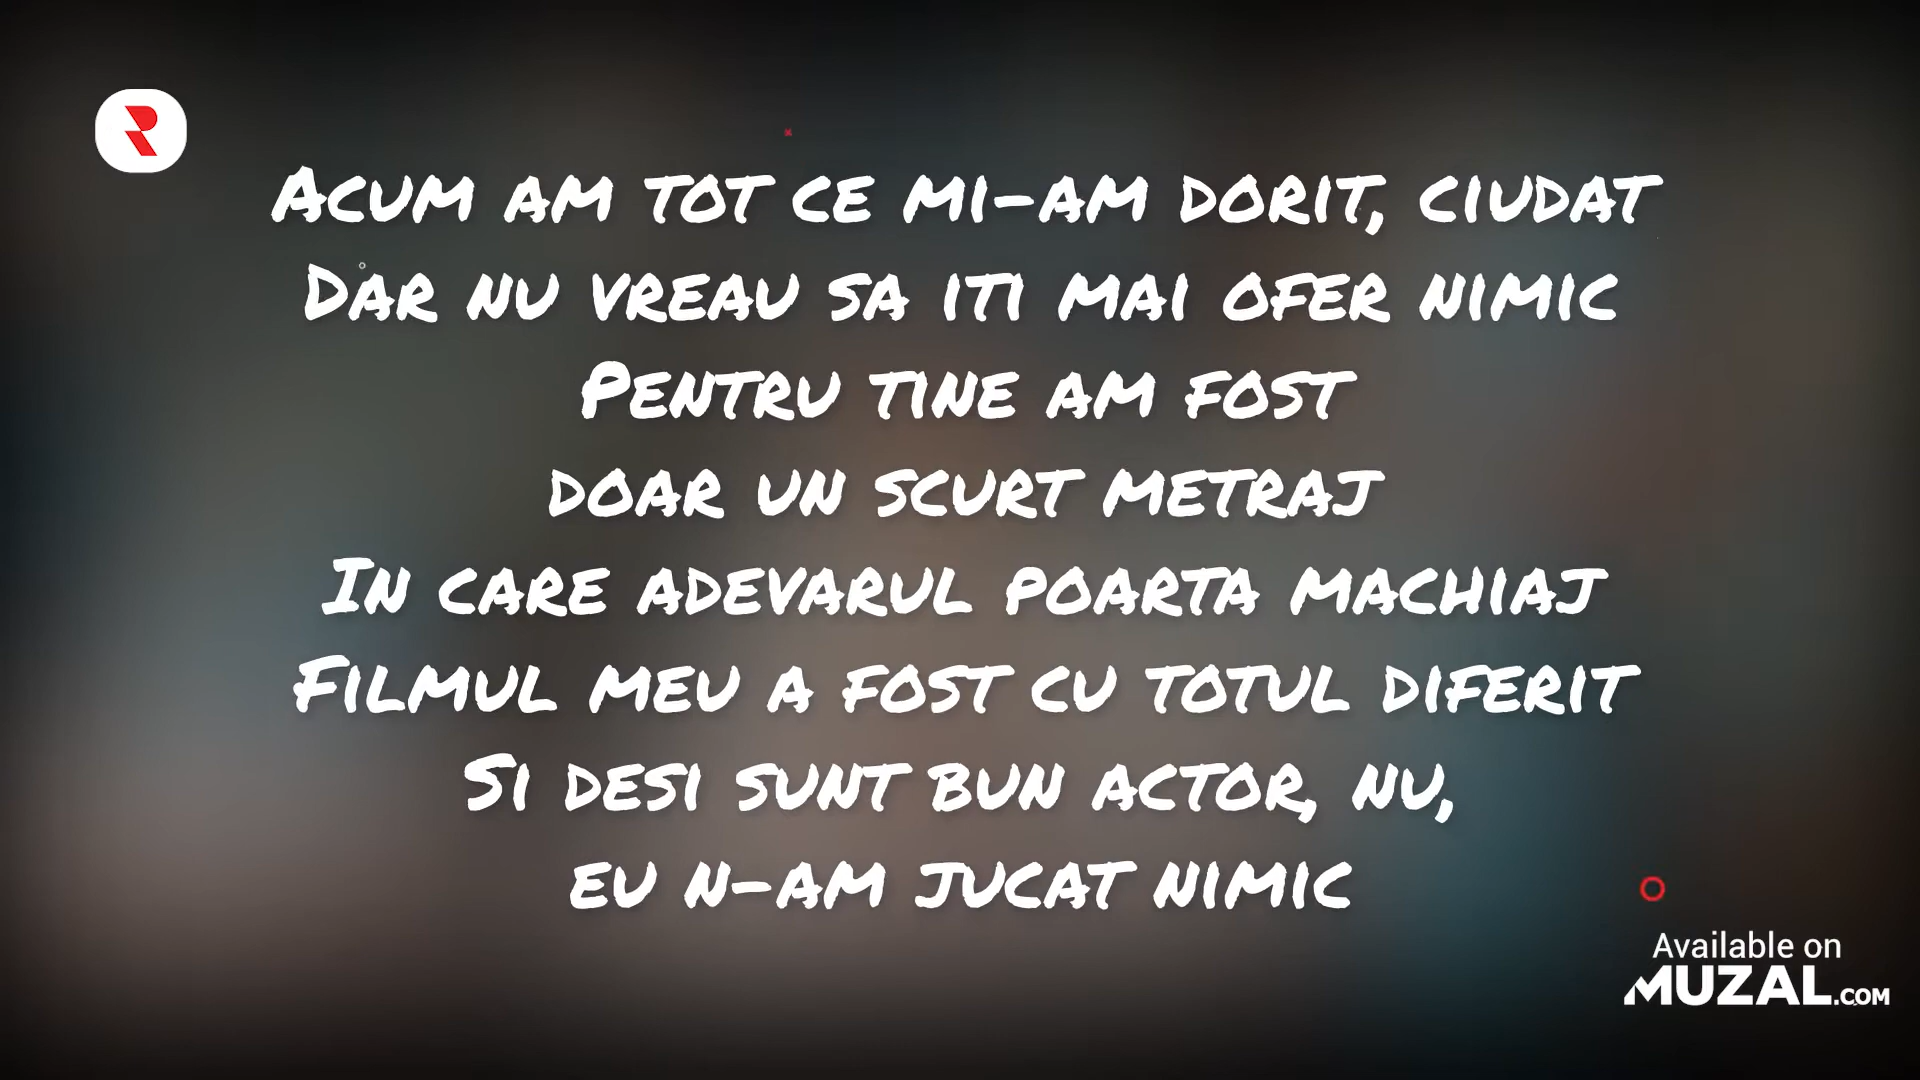 Acum am tot ce mi-am dorit, ciudat
Dar nu vreau sa iti mai ofer nimic
Pentru tine am fost
doar un scurt metraj
In care adevarul poarta machiaj
Filmul meu a fost cu totul diferit
Si desi sunt bun actor, nu,
eu n-am jucat nimic
Available on
MUZAL.COM